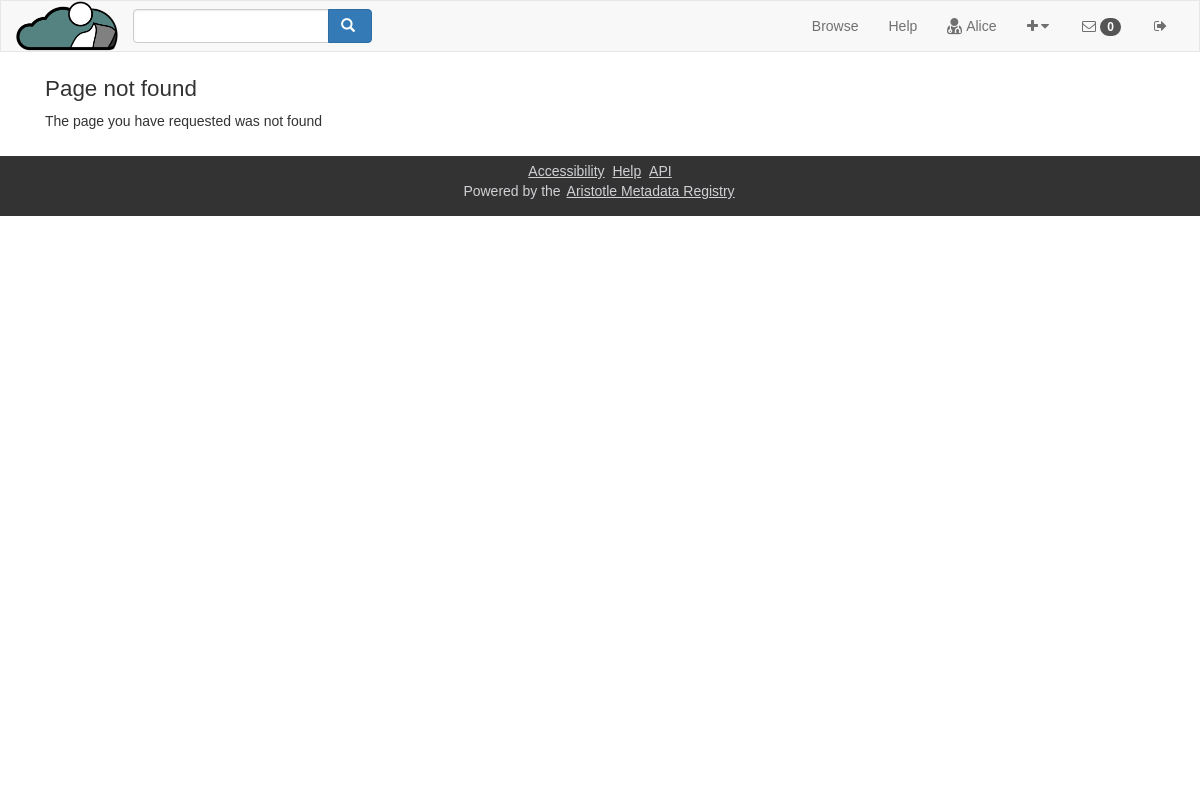 Browse Help Alice 0
Page not found
The page you have requested was not found
Accessibility Help API
Powered by the Aristotle Metadata Registry